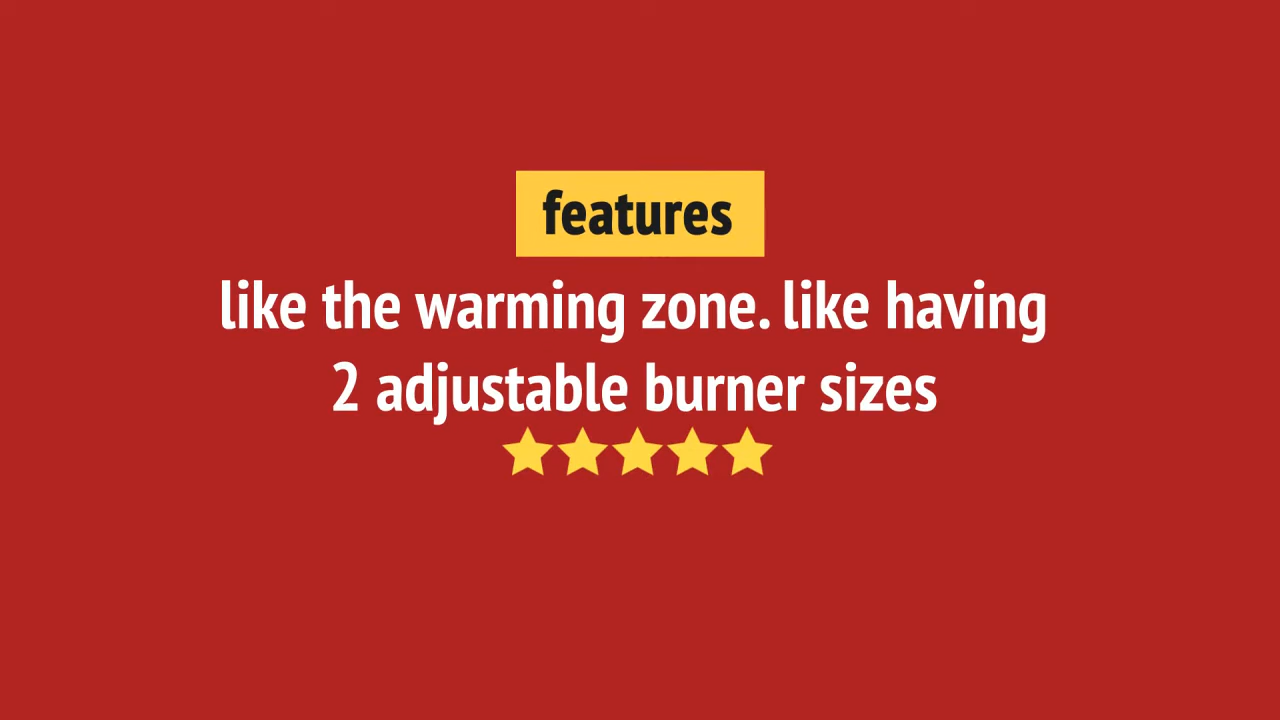 features
like the warming zone. like having
2 adjustable burner sizes